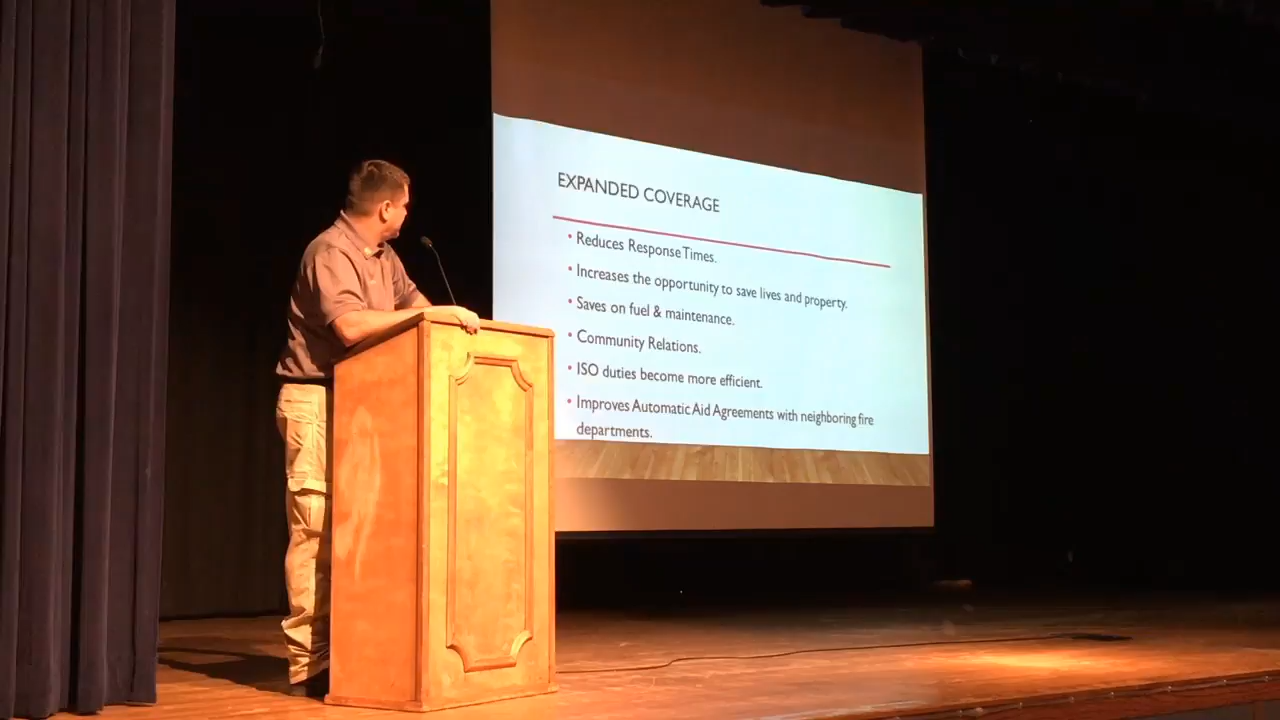 EXPANDED COVERAGE
• Reduces Response Times.
• Increases the opportunity to save lives and property.
• Saves on fuel & maintenance.
• Community Relations.
• ISO duties become more efficient.
• Improves Automatic Aid Agreements with neighboring fire
departments.